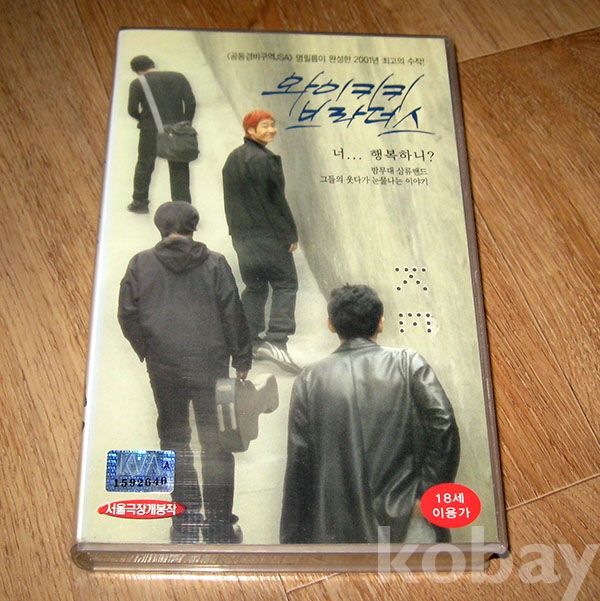 〈공동경비구역JSA〉 명필름이 완성한 2001년 최고의 수작!
와이키키
브라더스
너... 행복하니?
밤무대 삼류밴드
그들의 웃다가 눈물나는 이야기
KVA
A
1592640
서울극장개봉작
18세
이용가
kobay